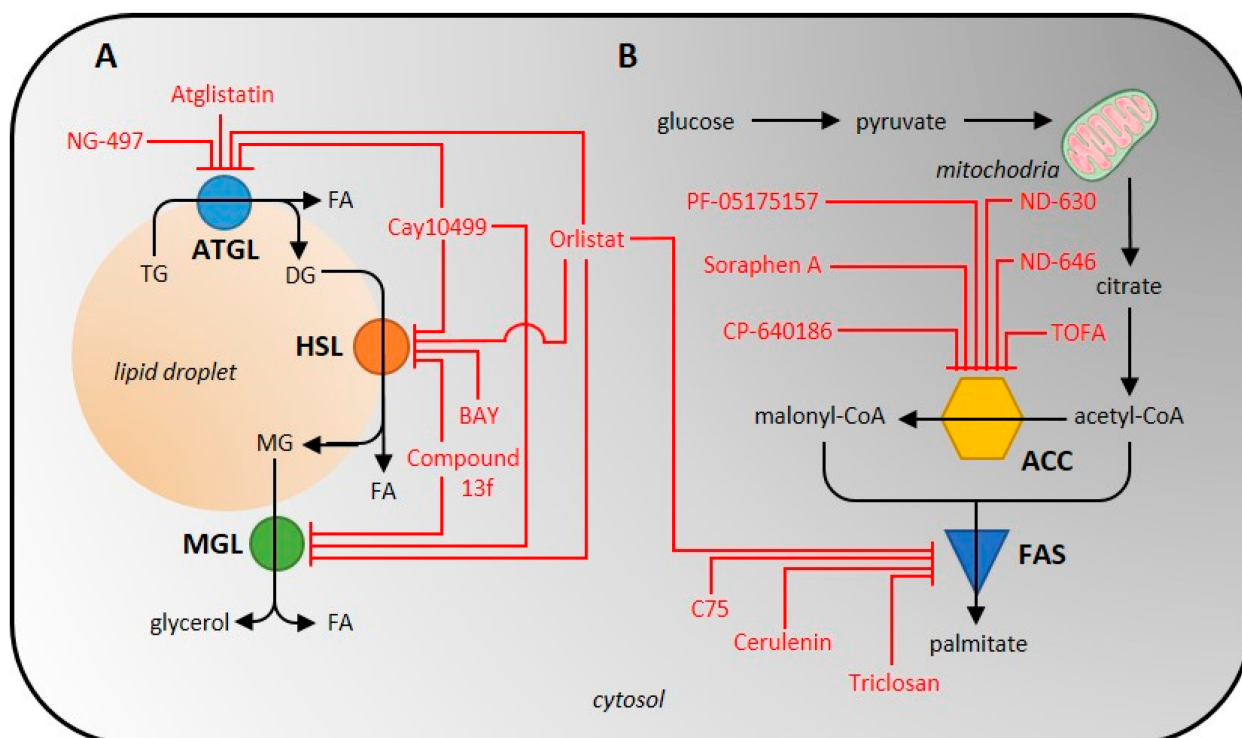 A
Atglistatin
NG-497
FA
Cay10499
Orlistat
ATGL
TG
DG
HSL
lipid droplet
BAY
MG
Compound
13f
FA
MGL
glycerol
FA
B
glucose
pyruvate
mitochodria
PF-05175157
ND-630
Soraphen A
ND-646
citrate
CP-640186
TOFA
malonyl-CoA
acetyl-CoA
ACC
FAS
C75
Cerulenin
palmitate
Triclosan
cytosol